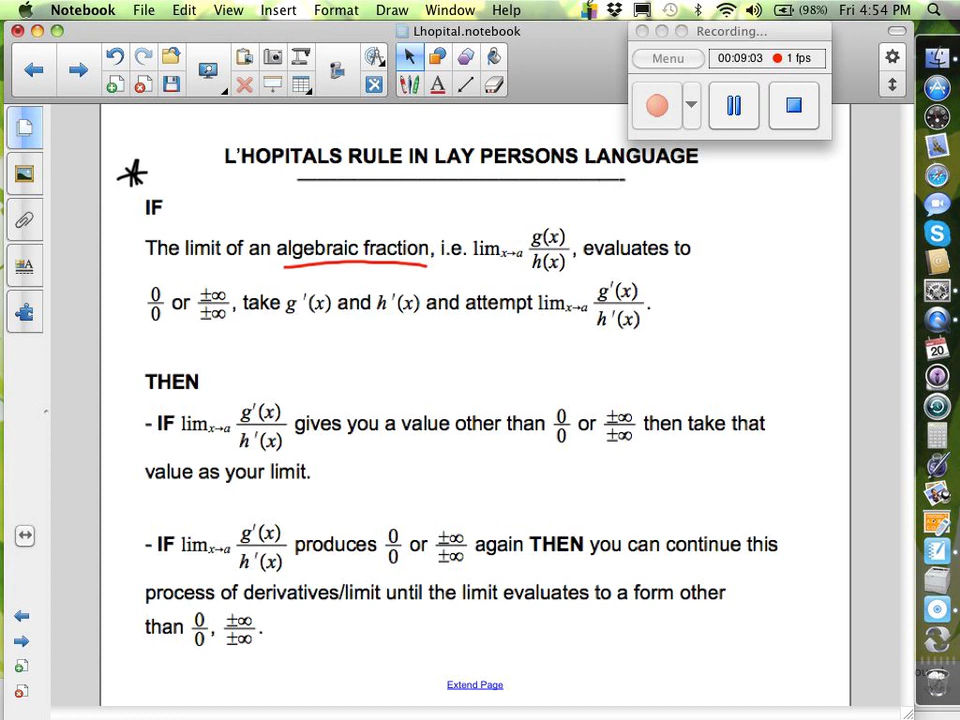 Notebook File Edit View Insert Format Draw Window Help (98%) Fri 4:54 PM
Lhopital.notebook
Recording...
Menu 00:09:03 1 fps
L'HOPITALS RULE IN LAY PERSONS LANGUAGE
IF
The limit of an algebraic fraction, i.e. lim x→a g(x)/h(x), evaluates to
0/0 or ±∞/±∞, take g '(x) and h '(x) and attempt lim x→a g'(x)/h '(x).
THEN
- IF lim x→a g'(x)/h '(x) gives you a value other than 0/0 or ±∞/±∞ then take that
value as your limit.
- IF lim x→a g'(x)/h '(x) produces 0/0 or ±∞/±∞ again THEN you can continue this
process of derivatives/limit until the limit evaluates to a form other
than 0/0, ±∞/±∞.
Extend Page
20